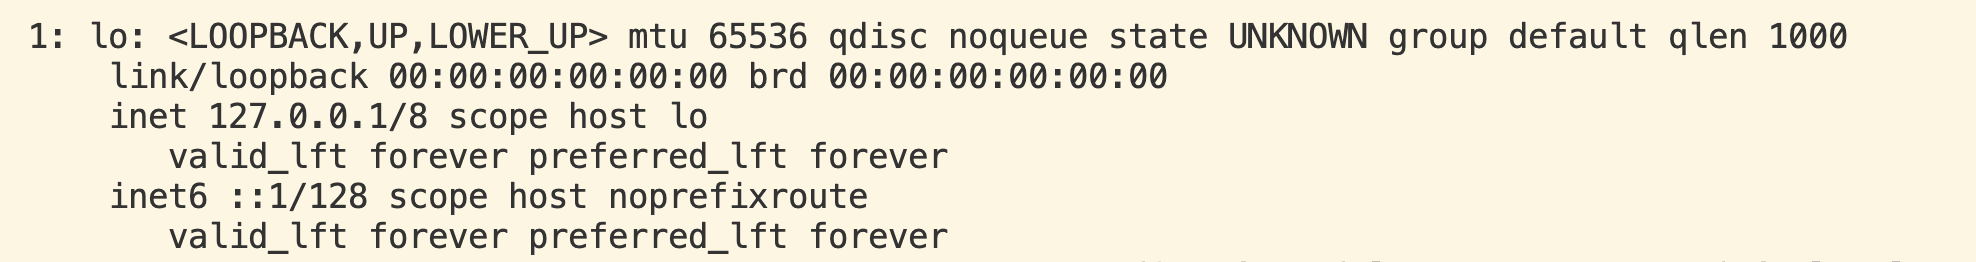 1: lo: <LOOPBACK,UP,LOWER_UP> mtu 65536 qdisc noqueue state UNKNOWN group default qlen 1000
link/loopback 00:00:00:00:00:00 brd 00:00:00:00:00:00
inet 127.0.0.1/8 scope host lo
valid_lft forever preferred_lft forever
inet6 ::1/128 scope host noprefixroute
valid_lft forever preferred_lft forever